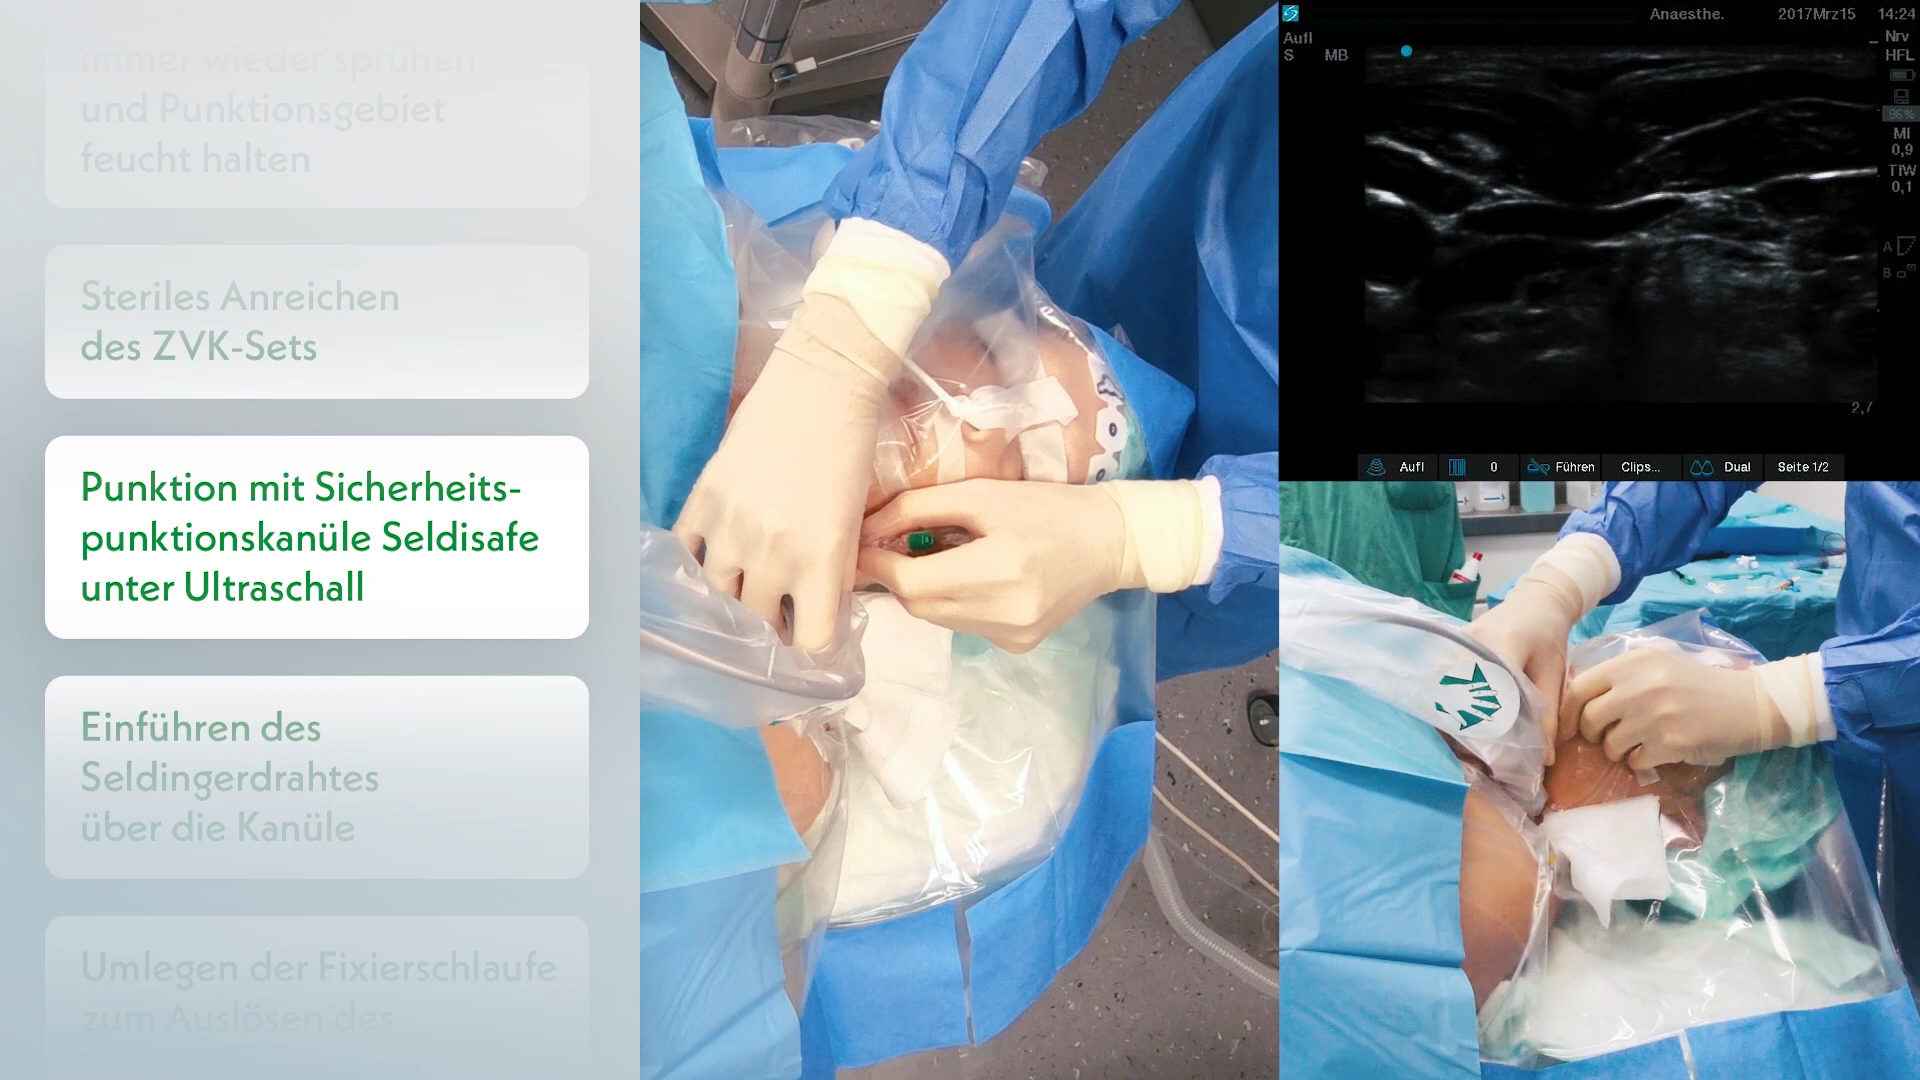 immer wieder sprühen
und Punktionsgebiet
feucht halten
Steriles Anreichen
des ZVK-Sets
Punktion mit Sicherheits-
punktionskanüle Seldisafe
unter Ultraschall
Einführen des
Seldingerdrahtes
über die Kanüle
Umlegen der Fixierschlaufe
zum Auslösen des
Anaesthe. 2017Mrz15 14:24
Aufl
S MB
Nrv
HFL
96%
MI
0,9
TIW
0,1
A
B
2,7
Aufl 0 Führen Clips... Dual Seite 1/2